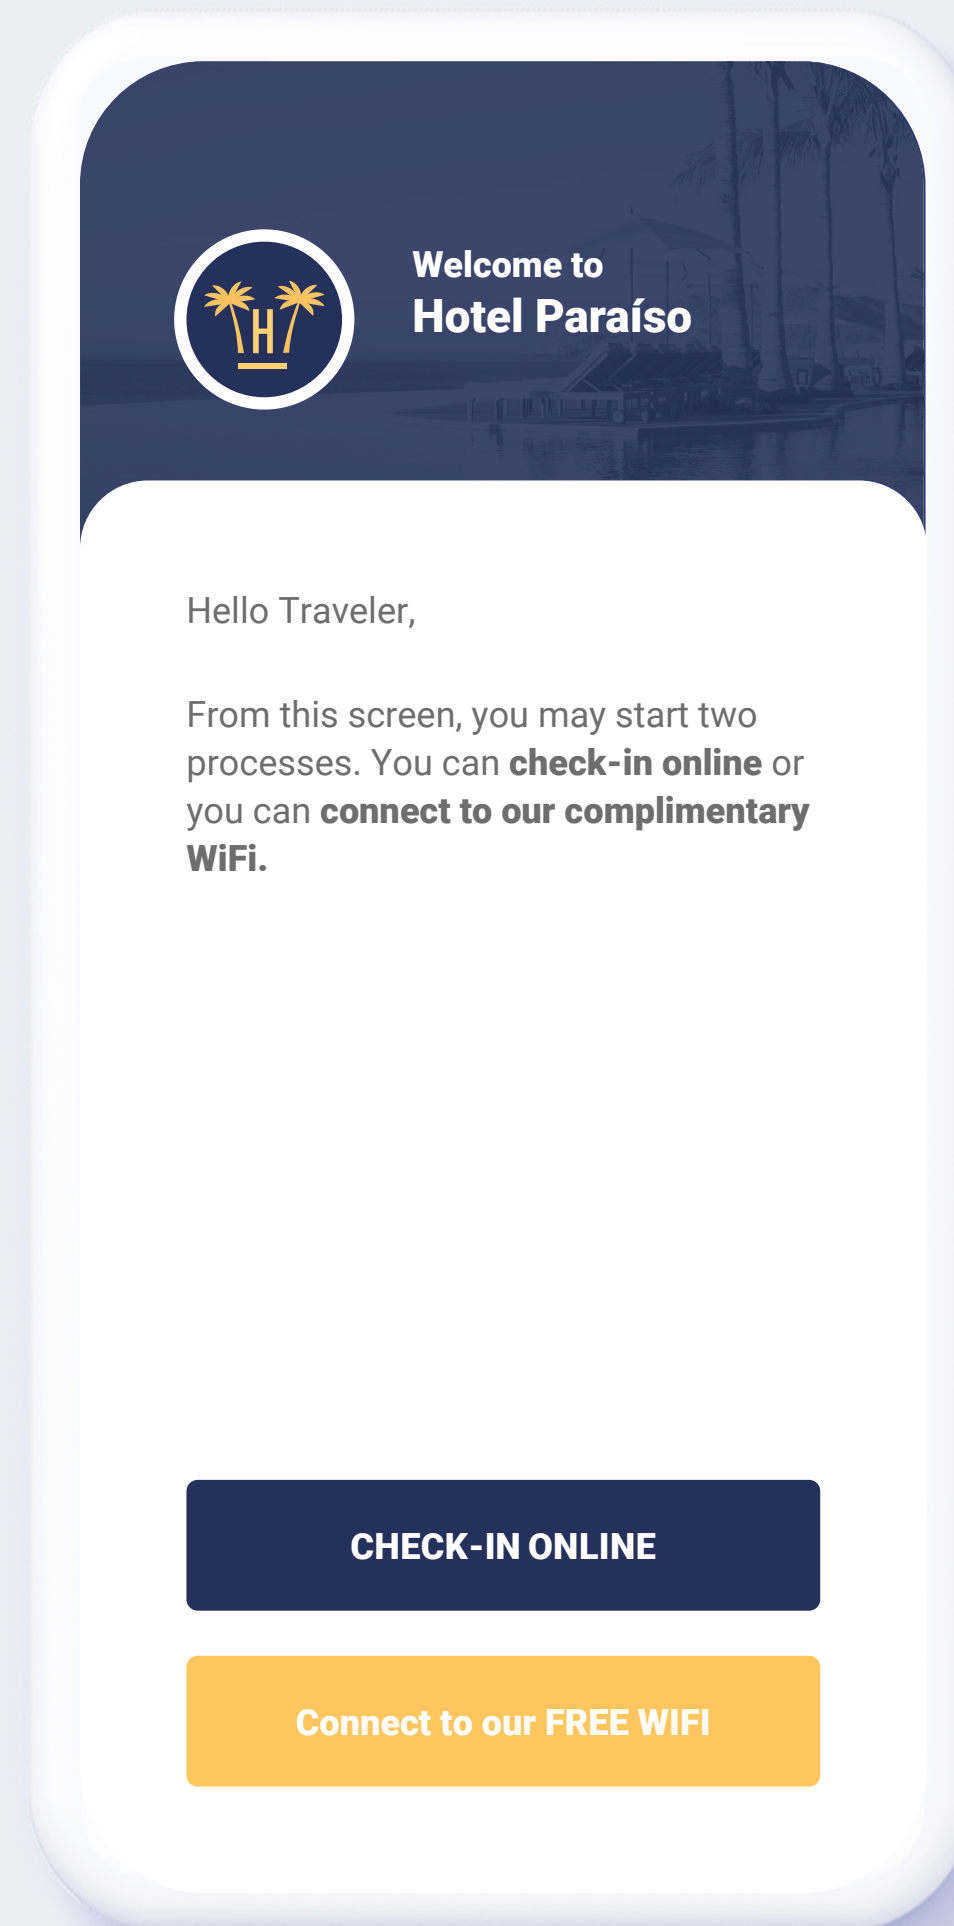 H
Welcome to
Hotel Paraíso
Hello Traveler,
From this screen, you may start two
processes. You can check-in online or
you can connect to our complimentary
WiFi.
CHECK-IN ONLINE
Connect to our FREE WIFI